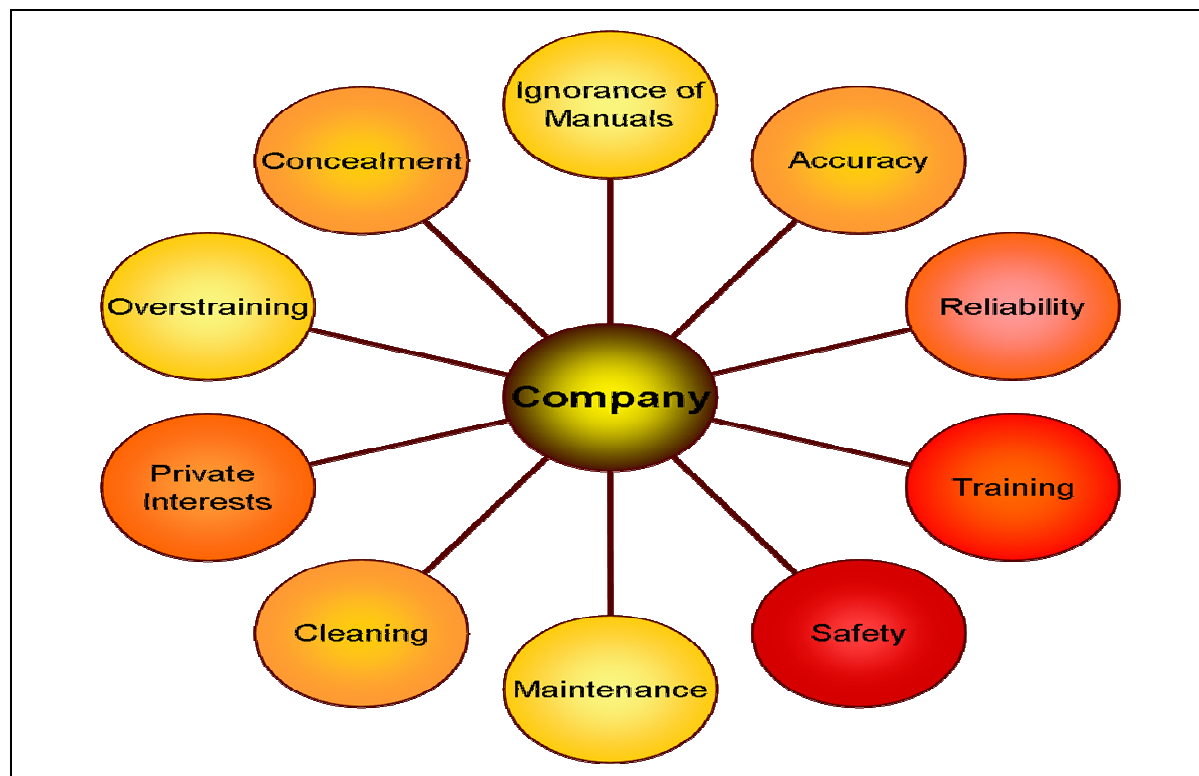 Ignorance of
Manuals
Concealment
Accuracy
Overstraining
Reliability
Company
Private
Interests
Training
Cleaning
Safety
Maintenance